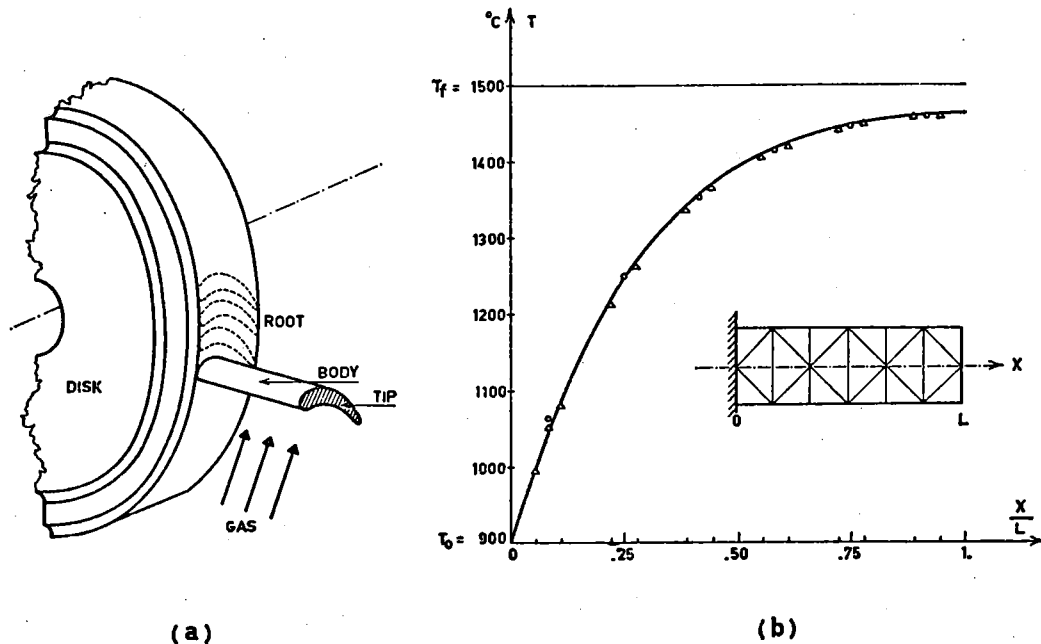 ROOT
BODY
TIP
DISK
GAS
(a)
°C T
T_f = 1500
1400
1300
1200
1100
1000
T_o = 900
0 .25 .50 .75 1.
X/L
X
0 L
(b)